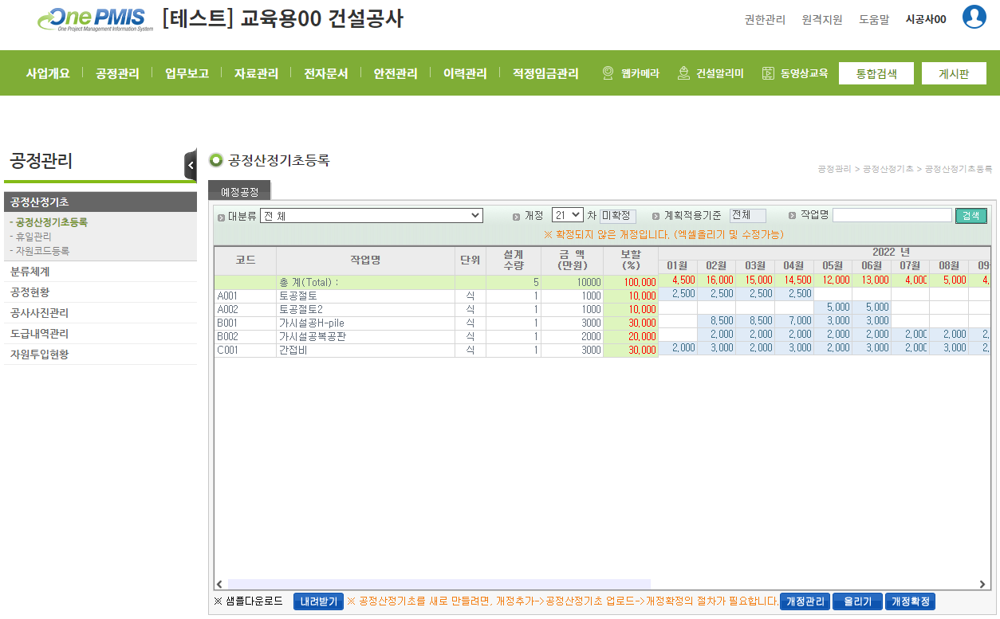 One PMIS
One Project Management Information System
[테스트] 교육용00 건설공사
권한관리 원격지원 도움말 시공사00
사업개요 공정관리 업무보고 자료관리 전자문서 안전관리 이력관리 적정임금관리 웹카메라 건설알리미 동영상교육 통합검색 게시판
공정관리
공정산정기초
- 공정산정기초등록
- 휴일관리
- 자원코드등록
분류체계
공정현황
공사사진관리
도급내역관리
자원투입현황
공정산정기초등록
공정관리 > 공정산정기초 > 공정산정기초등록
예정공정
대분류 전 체 개정 21 차 미확정 계획적용기준 전체 작업명 검색
※ 확정되지 않은 개정입니다. (엑셀올리기 및 수정가능)
코드 작업명 단위 설계 수량 금 액 (만원) 보할 (%) 2022 년
01월 02월 03월 04월 05월 06월 07월 08월 09
총 계(Total) : 5 10000 100,000 4,500 16,000 15,000 14,500 12,000 13,000 4,000 5,000 4,
A001 토공절토 식 1 1000 10,000 2,500 2,500 2,500 2,500
A002 토공절토2 식 1 1000 10,000 5,000 5,000
B001 가시설공H-pile 식 1 3000 30,000 8,500 8,500 7,000 3,000 3,000
B002 가시설공복공판 식 1 2000 20,000 2,000 2,000 2,000 2,000 2,000 2,000 2,000 2,
C001 간접비 식 1 3000 30,000 2,000 3,000 2,000 3,000 2,000 3,000 2,000 3,000 2,
※ 샘플다운로드 내려받기 ※ 공정산정기초를 새로 만들려면, 개정추가->공정산정기초 업로드->개정확정의 절차가 필요합니다. 개정관리 올리기 개정확정